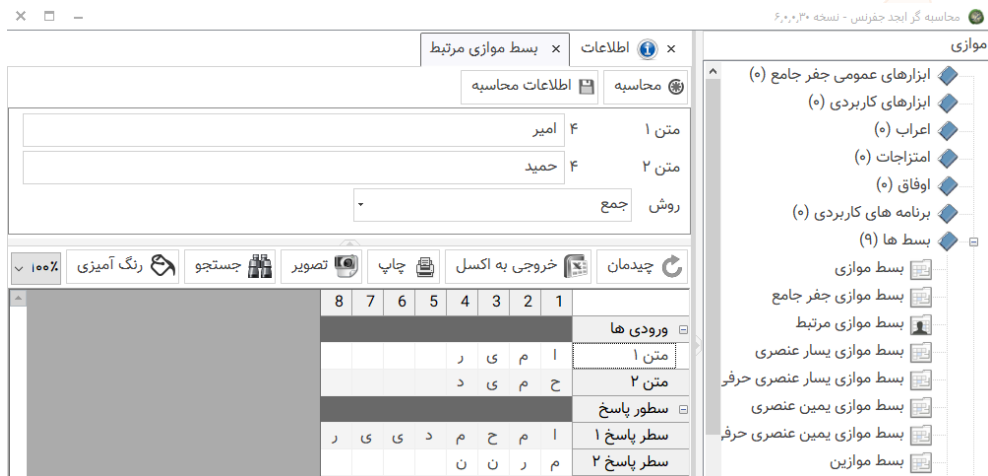 محاسبه گر ابجد جفرنس - نسخه ۶,۰,۰,۳۰
موازی
ابزارهای عمومی جفر جامع (۰)
ابزارهای کاربردی (۰)
اعراب (۰)
امتزاجات (۰)
اوفاق (۰)
برنامه های کاربردی (۰)
بسط ها (۹)
بسط موازی
بسط موازی جفر جامع
بسط موازی مرتبط
بسط موازی یسار عنصری
بسط موازی یسار عنصری حرفی
بسط موازی یمین عنصری
بسط موازی یمین عنصری حرفی
بسط موازین
اطلاعات
بسط موازی مرتبط
محاسبه
اطلاعات محاسبه
متن ۱ ۴ امیر
متن ۲ ۴ حمید
روش جمع
چیدمان خروجی به اکسل چاپ تصویر جستجو رنگ آمیزی ۱۰۰٪
1 2 3 4 5 6 7 8
ورودی ها
متن ۱ ا م ی ر
متن ۲ ح م ی د
سطور پاسخ
سطر پاسخ ۱ ا م ح م د ی ی ر
سطر پاسخ ۲ م ر ن ن